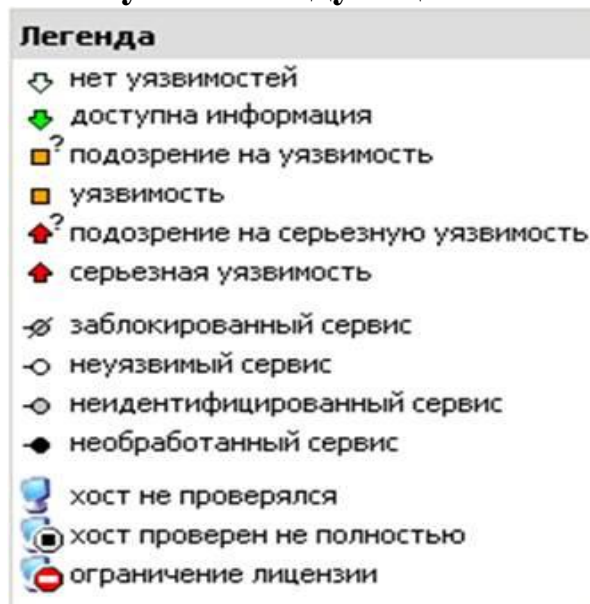 Легенда
нет уязвимостей
доступна информация
? подозрение на уязвимость
уязвимость
? подозрение на серьезную уязвимость
серьезная уязвимость
заблокированный сервис
неуязвимый сервис
неидентифицированный сервис
необработанный сервис
хост не проверялся
хост проверен не полностью
ограничение лицензии